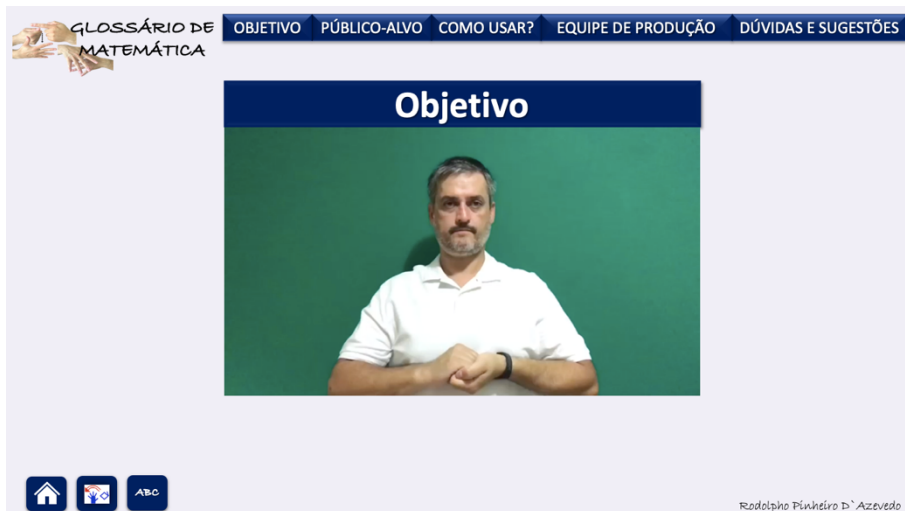 GLOSSÁRIO DE
MATEMÁTICA
OBJETIVO PÚBLICO-ALVO COMO USAR? EQUIPE DE PRODUÇÃO DÚVIDAS E SUGESTÕES
Objetivo
ABC
Rodolpho Pinheiro D`Azevedo